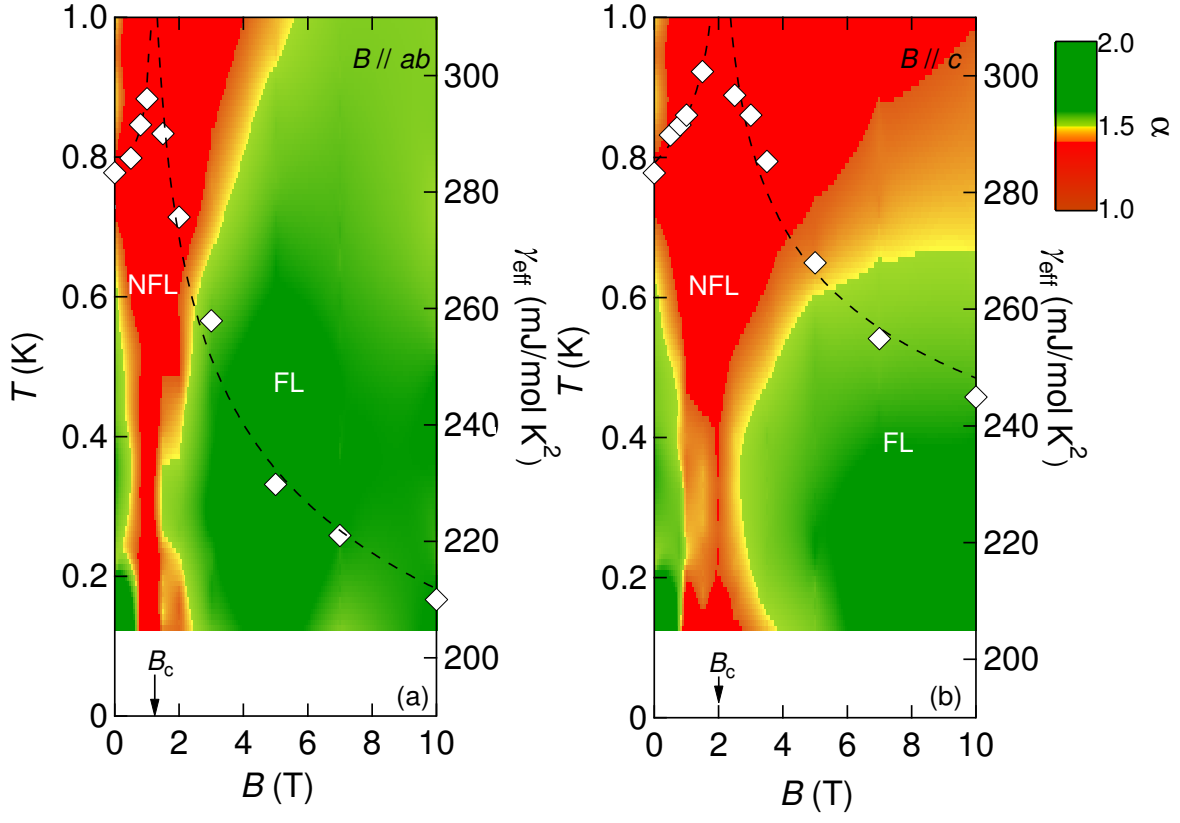 1.0
0.8
0.6
0.4
0.2
0
T (K)
B // ab
NFL
FL
Bc
(a)
0 2 4 6 8 10
B (T)
300
280
260
240
220
200
γeff (mJ/mol K²)
1.0
0.8
0.6
0.4
0.2
0
T (K)
B // c
NFL
FL
Bc
(b)
0 2 4 6 8 10
B (T)
300
280
260
240
220
200
γeff (mJ/mol K²)
2.0
1.5
1.0
α